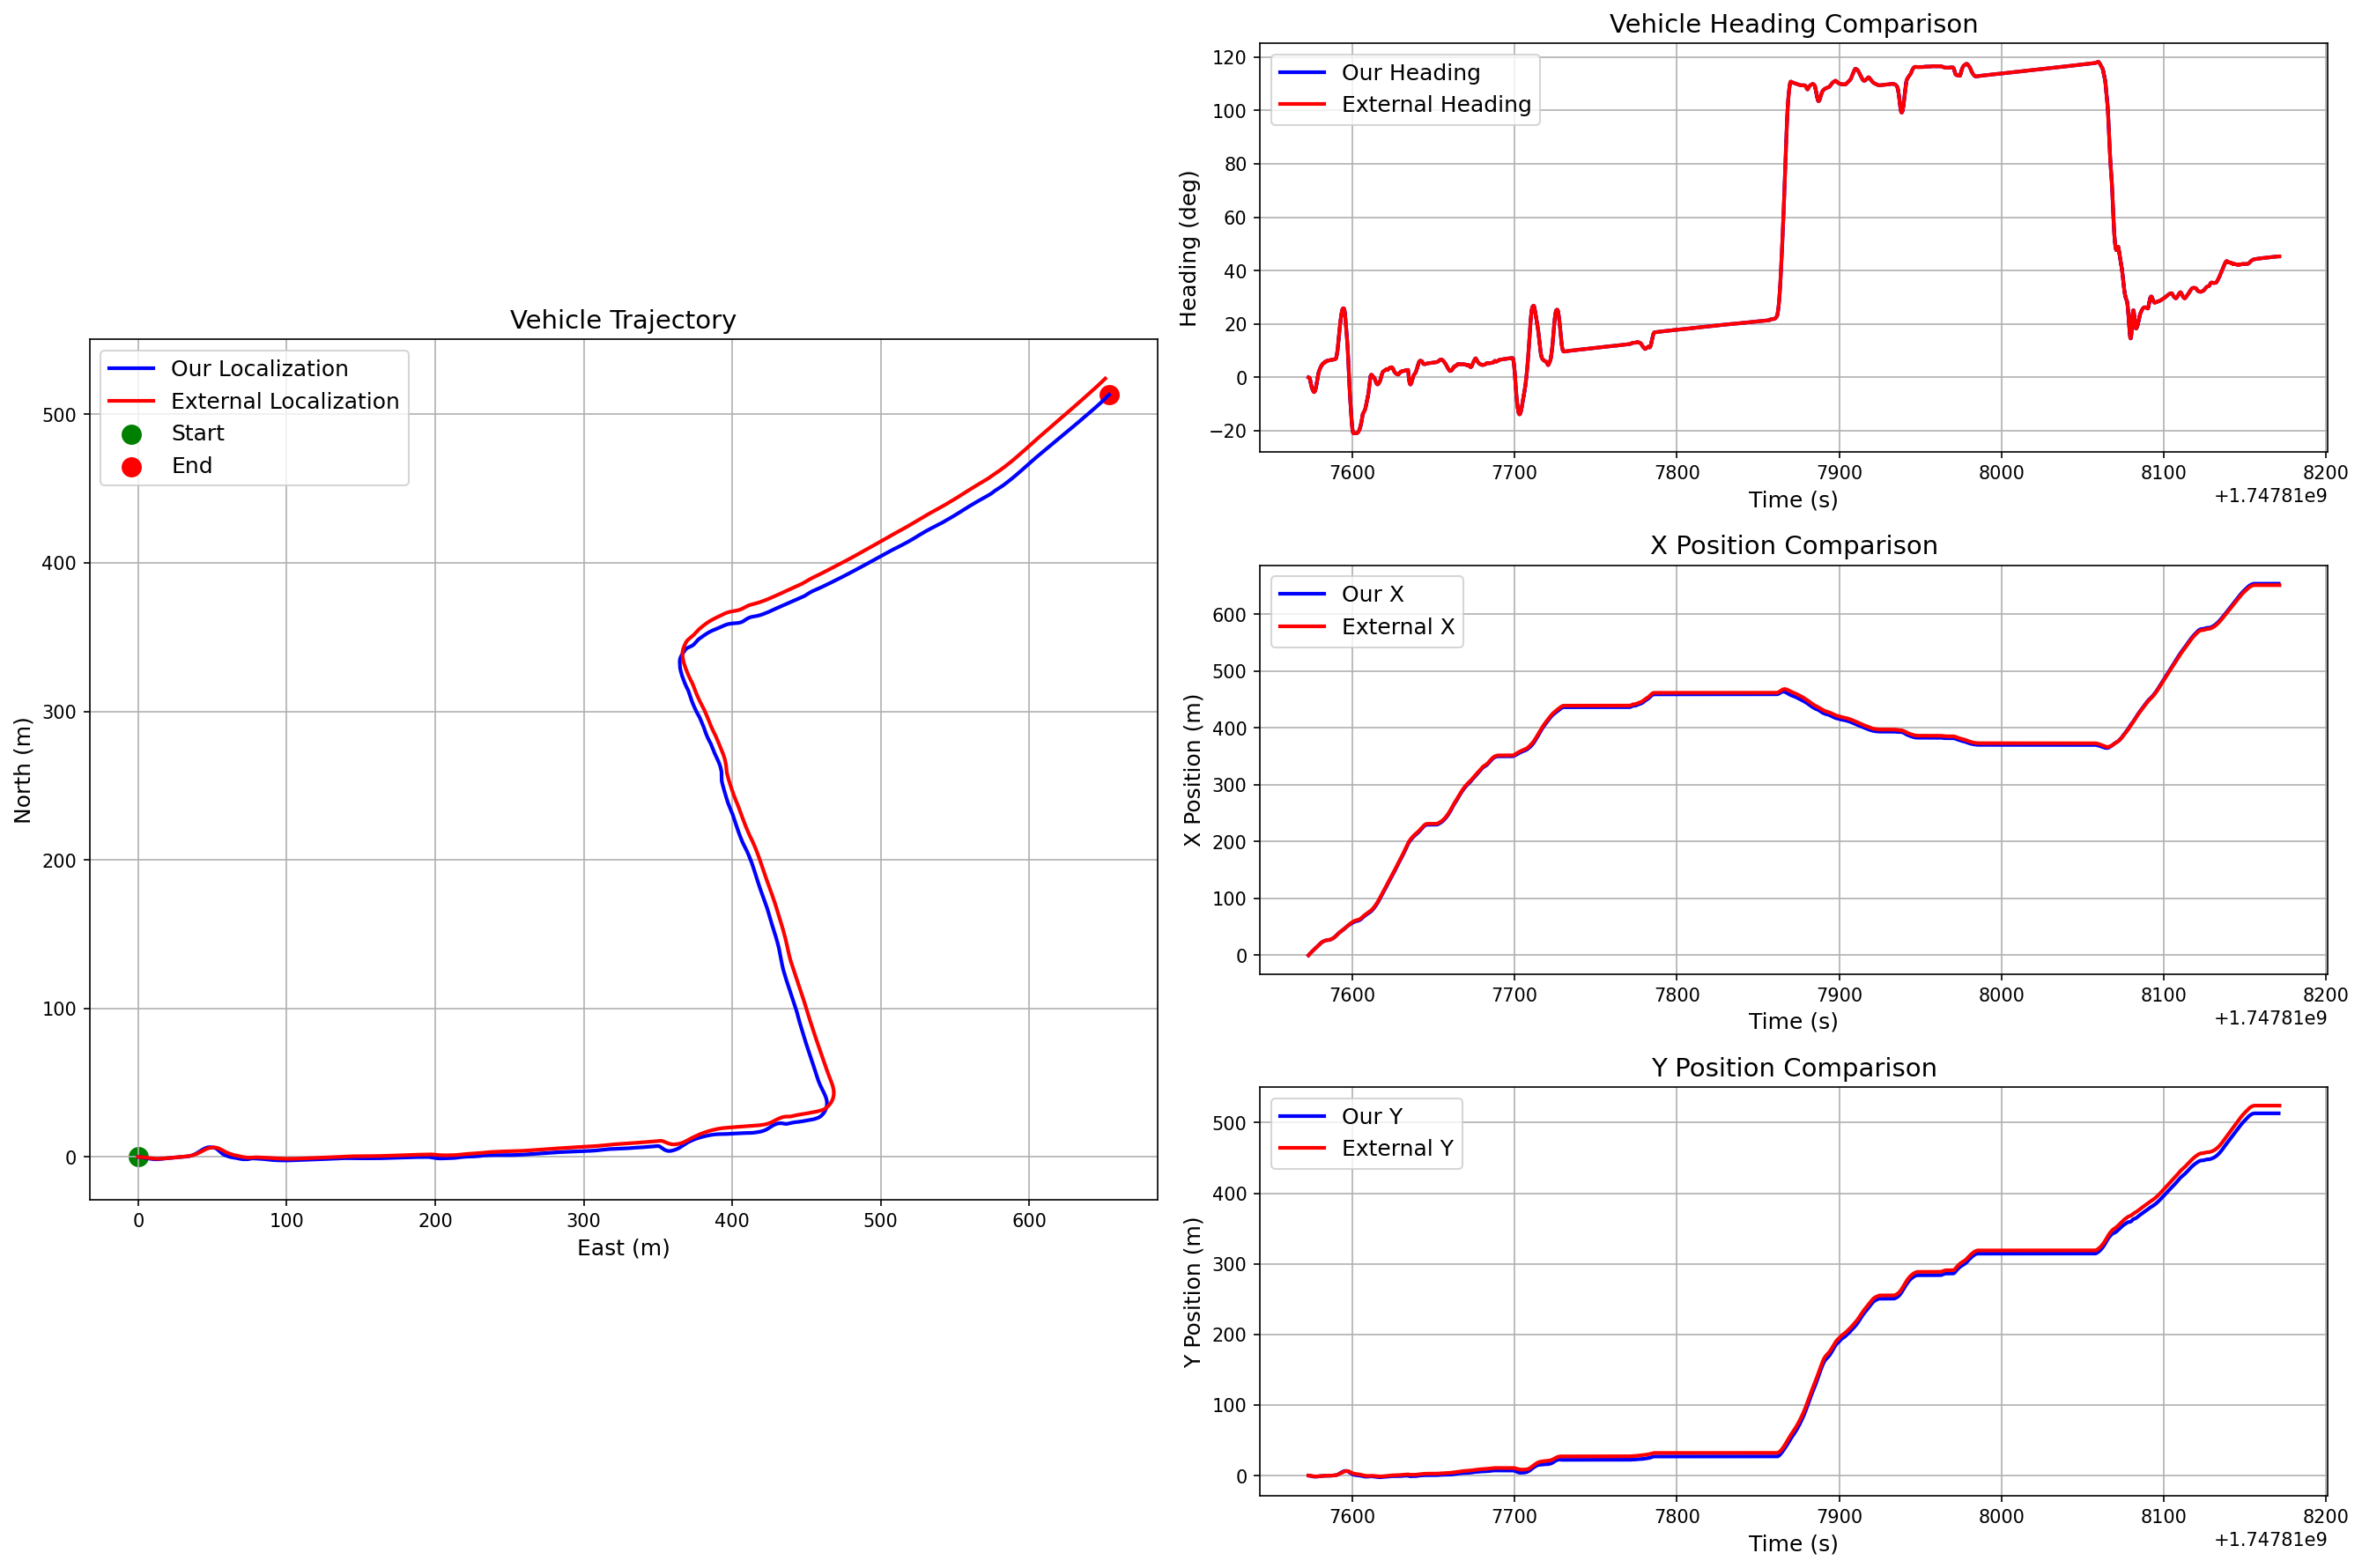 Vehicle Trajectory
Our Localization
External Localization
Start
End
500
400
300
200
100
0
North (m)
0 100 200 300 400 500 600
East (m)
Vehicle Heading Comparison
Our Heading
External Heading
120
100
80
60
40
20
0
−20
Heading (deg)
7600 7700 7800 7900 8000 8100 8200
Time (s)
+1.74781e9
X Position Comparison
Our X
External X
600
500
400
300
200
100
0
X Position (m)
7600 7700 7800 7900 8000 8100 8200
Time (s)
+1.74781e9
Y Position Comparison
Our Y
External Y
500
400
300
200
100
0
Y Position (m)
7600 7700 7800 7900 8000 8100 8200
Time (s)
+1.74781e9